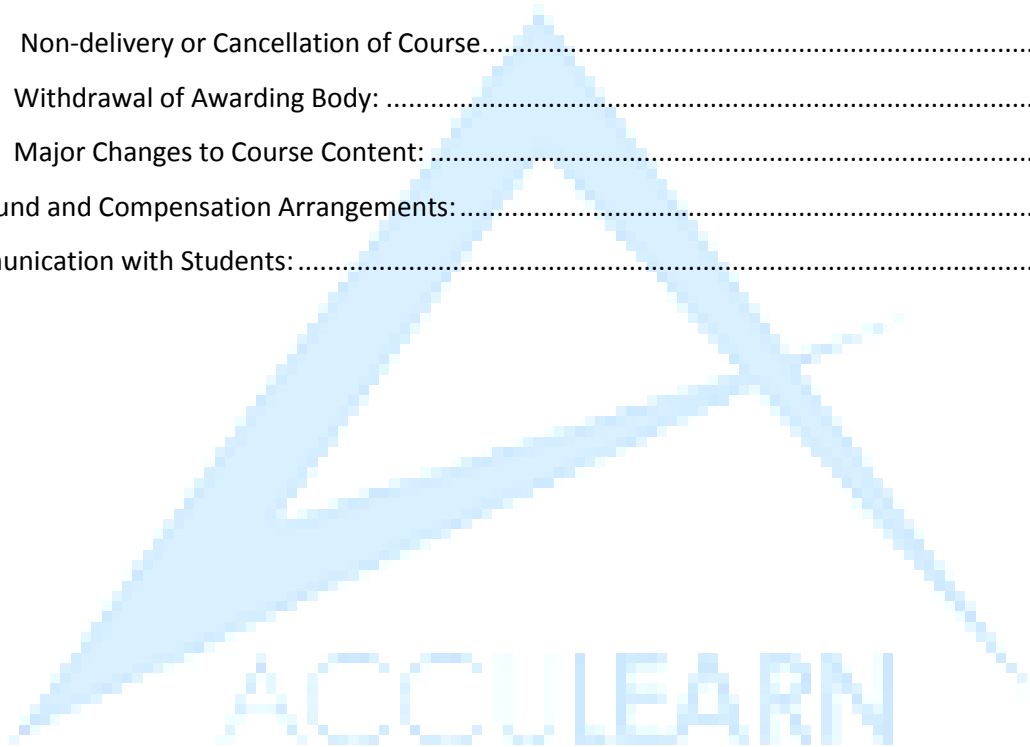 Non-delivery or Cancellation of Course..........................................................................
Withdrawal of Awarding Body: .......................................................................................
Major Changes to Course Content: .................................................................................
und and Compensation Arrangements: .............................................................................
unication with Students: ...................................................................................................
ACCULEARN